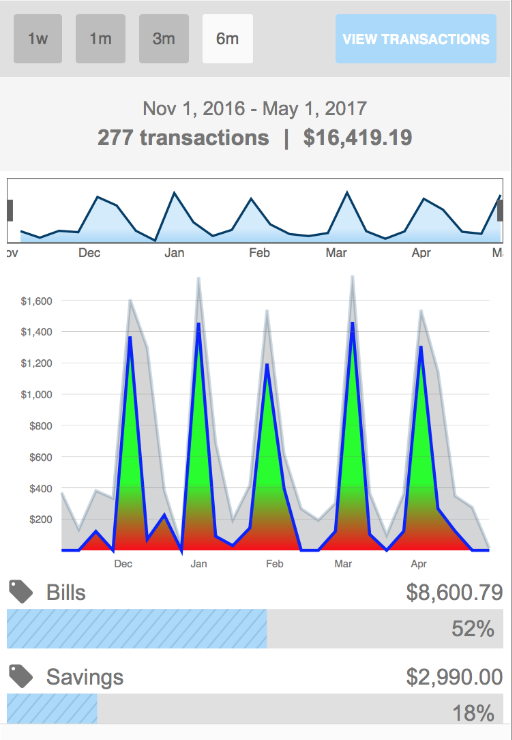 1w 1m 3m 6m VIEW TRANSACTIONS
Nov 1, 2016 - May 1, 2017
277 transactions | $16,419.19
ov Dec Jan Feb Mar Apr M
$1,600
$1,400
$1,200
$1,000
$800
$600
$400
$200
Dec Jan Feb Mar Apr
Bills $8,600.79
52%
Savings $2,990.00
18%